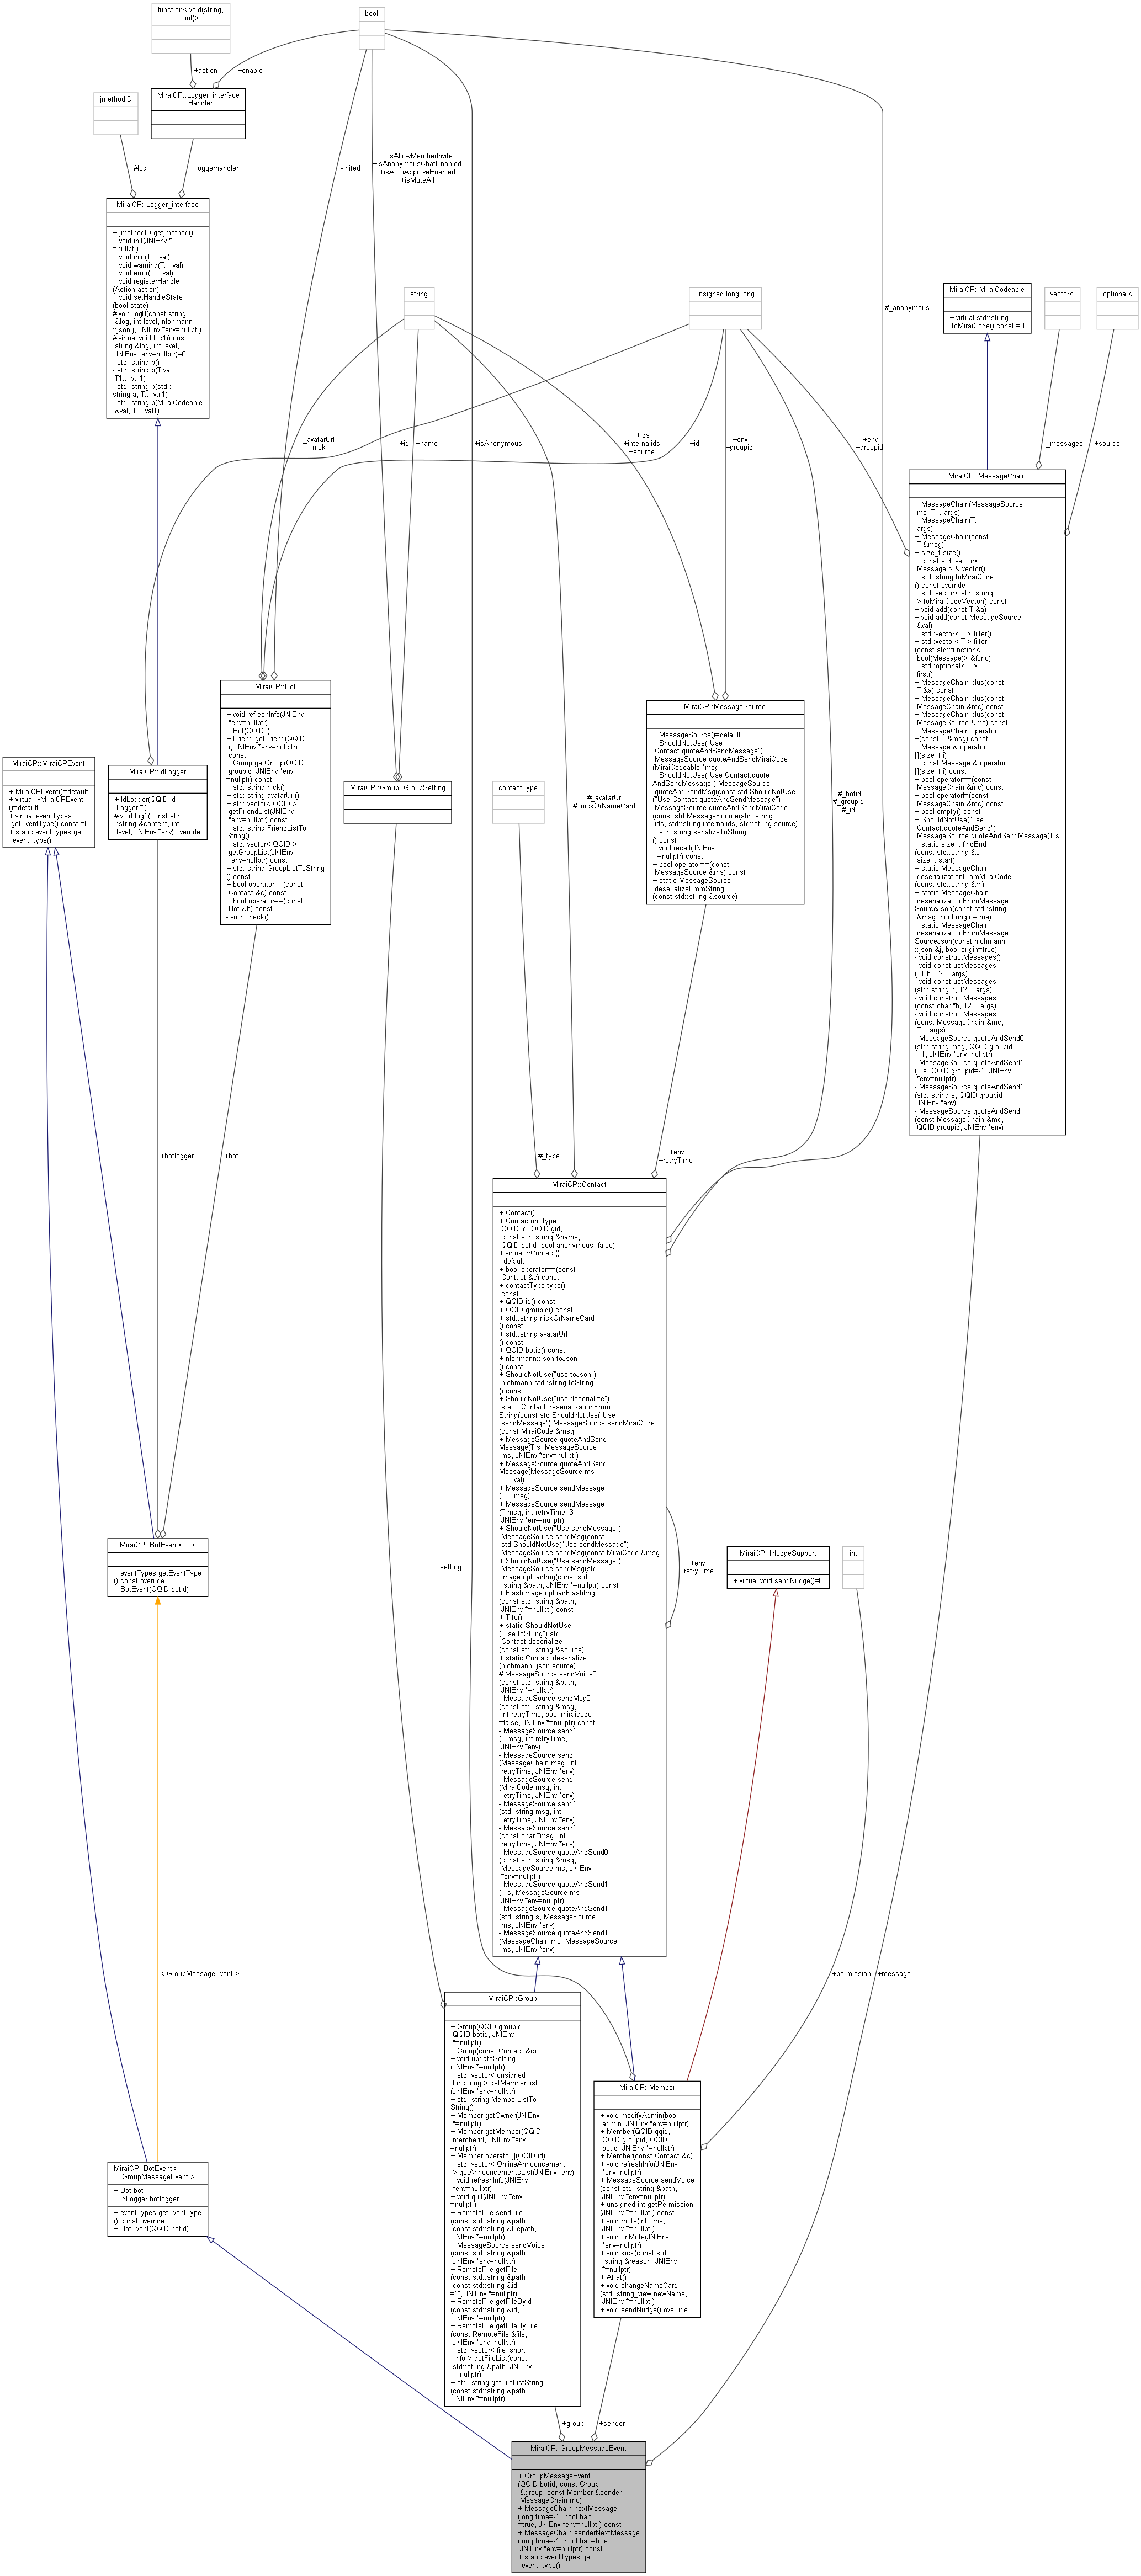 function< void(string,
int)>
bool
+action
+enable
jmethodID
MiraiCP::Logger_interface
::Handler
#log
+loggerhandler
-inited
+isAllowMemberInvite
+isAnonymousChatEnabled
+isAutoApproveEnabled
+isMuteAll
MiraiCP::Logger_interface
+ jmethodID getjmethod()
+ void init(JNIEnv *
=nullptr)
+ void info(T... val)
+ void warning(T... val)
+ void error(T... val)
+ void registerHandle
(Action action)
+ void setHandleState
(bool state)
# void log0(const string
&log, int level, nlohmann
::json j, JNIEnv *env=nullptr)
# virtual void log1(const
string &log, int level,
JNIEnv *env=nullptr)=0
- std::string p()
- std::string p(T val,
T1... val1)
- std::string p(std::
string a, T... val1)
- std::string p(MiraiCodeable
&val, T... val1)
string
unsigned long long
#_anonymous
MiraiCP::MiraiCodeable
+ virtual std::string
toMiraiCode() const =0
vector<
optional<
-_avatarUrl
-_nick
+id
+name
+isAnonymous
+ids
+internalids
+source
+id
+env
+groupid
+env
+groupid
-_messages
+source
MiraiCP::MessageChain
+ MessageChain(MessageSource
ms, T... args)
+ MessageChain(T...
args)
+ MessageChain(const
T &msg)
+ size_t size()
+ const std::vector<
Message > & vector()
+ std::string toMiraiCode
() const override
+ std::vector< std::string
> toMiraiCodeVector() const
+ void add(const T &a)
+ void add(const MessageSource
&val)
+ std::vector< T > filter()
+ std::vector< T > filter
(const std::function<
bool(Message)> &func)
+ std::optional< T >
first()
+ MessageChain plus(const
T &a) const
+ MessageChain plus(const
MessageChain &mc) const
+ MessageChain plus(const
MessageSource &ms) const
+ MessageChain operator
+(const T &msg) const
+ Message & operator
[](size_t i)
+ const Message & operator
[](size_t i) const
+ bool operator==(const
MessageChain &mc) const
+ bool operator!=(const
MessageChain &mc) const
+ bool empty() const
+ ShouldNotUse("use
Contact.quoteAndSend")
MessageSource quoteAndSendMessage(T s
+ static size_t findEnd
(const std::string &s,
size_t start)
+ static MessageChain
deserializationFromMiraiCode
(const std::string &m)
+ static MessageChain
deserializationFromMessage
SourceJson(const std::string
&msg, bool origin=true)
+ static MessageChain
deserializationFromMessage
SourceJson(const nlohmann
::json &j, bool origin=true)
- void constructMessages()
- void constructMessages
(T1 h, T2... args)
- void constructMessages
(std::string h, T2... args)
- void constructMessages
(const char *h, T2... args)
- void constructMessages
(const MessageChain &mc,
T... args)
- MessageSource quoteAndSend0
(std::string msg, QQID groupid
=-1, JNIEnv *env=nullptr)
- MessageSource quoteAndSend1
(T s, QQID groupid=-1, JNIEnv
*env=nullptr)
- MessageSource quoteAndSend1
(std::string s, QQID groupid,
JNIEnv *env)
- MessageSource quoteAndSend1
(const MessageChain &mc,
QQID groupid, JNIEnv *env)
MiraiCP::Bot
+ void refreshInfo(JNIEnv
*env=nullptr)
+ Bot(QQID i)
+ Friend getFriend(QQID
i, JNIEnv *env=nullptr)
const
+ Group getGroup(QQID
groupid, JNIEnv *env
=nullptr) const
+ std::string nick()
+ std::string avatarUrl()
+ std::vector< QQID >
getFriendList(JNIEnv
*env=nullptr) const
+ std::string FriendListTo
String()
+ std::vector< QQID >
getGroupList(JNIEnv
*env=nullptr) const
+ std::string GroupListToString
() const
+ bool operator==(const
Contact &c) const
+ bool operator==(const
Bot &b) const
- void check()
MiraiCP::MessageSource
+ MessageSource()=default
+ ShouldNotUse("Use
Contact.quoteAndSendMessage")
MessageSource quoteAndSendMiraiCode
(MiraiCodeable *msg
+ ShouldNotUse("Use Contact.quote
AndSendMessage") MessageSource
quoteAndSendMsg(const std ShouldNotUse
("Use Contact.quoteAndSendMessage")
MessageSource quoteAndSendMiraiCode
(const std MessageSource(std::string
ids, std::string internalids, std::string source)
+ std::string serializeToString
() const
+ void recall(JNIEnv
*=nullptr) const
+ bool operator==(const
MessageSource &ms) const
+ static MessageSource
deserializeFromString
(const std::string &source)
MiraiCP::MiraiCPEvent
+ MiraiCPEvent()=default
+ virtual ~MiraiCPEvent
()=default
+ virtual eventTypes
getEventType() const =0
+ static eventTypes get
_event_type()
MiraiCP::IdLogger
+ IdLogger(QQID id,
Logger *l)
# void log1(const std
::string &content, int
level, JNIEnv *env) override
MiraiCP::Group::GroupSetting
contactType
#_avatarUrl
#_nickOrNameCard
#_botid
#_groupid
#_id
+botlogger
+bot
#_type
+env
+retryTime
MiraiCP::Contact
+ Contact()
+ Contact(int type,
QQID id, QQID gid,
const std::string &name,
QQID botid, bool anonymous=false)
+ virtual ~Contact()
=default
+ bool operator==(const
Contact &c) const
+ contactType type()
const
+ QQID id() const
+ QQID groupid() const
+ std::string nickOrNameCard
() const
+ std::string avatarUrl
() const
+ QQID botid() const
+ nlohmann::json toJson
() const
+ ShouldNotUse("use toJson")
nlohmann std::string toString
() const
+ ShouldNotUse("use deserialize")
static Contact deserializationFrom
String(const std ShouldNotUse("Use
sendMessage") MessageSource sendMiraiCode
(const MiraiCode &msg
+ MessageSource quoteAndSend
Message(T s, MessageSource
ms, JNIEnv *env=nullptr)
+ MessageSource quoteAndSend
Message(MessageSource ms,
T... val)
+ MessageSource sendMessage
(T... msg)
+ MessageSource sendMessage
(T msg, int retryTime=3,
JNIEnv *env=nullptr)
+ ShouldNotUse("Use sendMessage")
MessageSource sendMsg(const
std ShouldNotUse("Use sendMessage")
MessageSource sendMsg(const MiraiCode &msg
+ ShouldNotUse("Use sendMessage")
MessageSource sendMsg(std
Image uploadImg(const std
::string &path, JNIEnv *=nullptr) const
+ FlashImage uploadFlashImg
(const std::string &path,
JNIEnv *=nullptr) const
+ T to()
+ static ShouldNotUse
("use toString") std
Contact deserialize
(const std::string &source)
+ static Contact deserialize
(nlohmann::json source)
# MessageSource sendVoice0
(const std::string &path,
JNIEnv *=nullptr)
- MessageSource sendMsg0
(const std::string &msg,
int retryTime, bool miraicode
=false, JNIEnv *=nullptr) const
- MessageSource send1
(T msg, int retryTime,
JNIEnv *env)
- MessageSource send1
(MessageChain msg, int
retryTime, JNIEnv *env)
- MessageSource send1
(MiraiCode msg, int
retryTime, JNIEnv *env)
- MessageSource send1
(std::string msg, int
retryTime, JNIEnv *env)
- MessageSource send1
(const char *msg, int
retryTime, JNIEnv *env)
- MessageSource quoteAndSend0
(const std::string &msg,
MessageSource ms, JNIEnv
*env=nullptr)
- MessageSource quoteAndSend1
(T s, MessageSource ms,
JNIEnv *env=nullptr)
- MessageSource quoteAndSend1
(std::string s, MessageSource
ms, JNIEnv *env)
- MessageSource quoteAndSend1
(MessageChain mc, MessageSource
ms, JNIEnv *env)
MiraiCP::BotEvent< T >
+ eventTypes getEventType
() const override
+ BotEvent(QQID botid)
+setting
+env
+retryTime
MiraiCP::INudgeSupport
+ virtual void sendNudge()=0
int
< GroupMessageEvent >
+permission
+message
MiraiCP::Group
+ Group(QQID groupid,
QQID botid, JNIEnv
*=nullptr)
+ Group(const Contact &c)
+ void updateSetting
(JNIEnv *=nullptr)
+ std::vector< unsigned
long long > getMemberList
(JNIEnv *env=nullptr)
+ std::string MemberListTo
String()
+ Member getOwner(JNIEnv
*=nullptr)
+ Member getMember(QQID
memberid, JNIEnv *env
=nullptr)
+ Member operator[](QQID id)
+ std::vector< OnlineAnnouncement
> getAnnouncementsList(JNIEnv *env)
+ void refreshInfo(JNIEnv
*env=nullptr)
+ void quit(JNIEnv *env
=nullptr)
+ RemoteFile sendFile
(const std::string &path,
const std::string &filepath,
JNIEnv *=nullptr)
+ MessageSource sendVoice
(const std::string &path,
JNIEnv *env=nullptr)
+ RemoteFile getFile
(const std::string &path,
const std::string &id
="", JNIEnv *=nullptr)
+ RemoteFile getFileById
(const std::string &id,
JNIEnv *=nullptr)
+ RemoteFile getFileByFile
(const RemoteFile &file,
JNIEnv *env=nullptr)
+ std::vector< file_short
_info > getFileList(const
std::string &path, JNIEnv
*=nullptr)
+ std::string getFileListString
(const std::string &path,
JNIEnv *=nullptr)
MiraiCP::Member
+ void modifyAdmin(bool
admin, JNIEnv *env=nullptr)
+ Member(QQID qqid,
QQID groupid, QQID
botid, JNIEnv *=nullptr)
+ Member(const Contact &c)
+ void refreshInfo(JNIEnv
*env=nullptr)
+ MessageSource sendVoice
(const std::string &path,
JNIEnv *env=nullptr)
+ unsigned int getPermission
(JNIEnv *=nullptr) const
+ void mute(int time,
JNIEnv *=nullptr)
+ void unMute(JNIEnv
*env=nullptr)
+ void kick(const std
::string &reason, JNIEnv
*=nullptr)
+ At at()
+ void changeNameCard
(std::string_view newName,
JNIEnv *=nullptr)
+ void sendNudge() override
MiraiCP::BotEvent<
GroupMessageEvent >
+ Bot bot
+ IdLogger botlogger
+ eventTypes getEventType
() const override
+ BotEvent(QQID botid)
+group
+sender
MiraiCP::GroupMessageEvent
+ GroupMessageEvent
(QQID botid, const Group
&group, const Member &sender,
MessageChain mc)
+ MessageChain nextMessage
(long time=-1, bool halt
=true, JNIEnv *env=nullptr) const
+ MessageChain senderNextMessage
(long time=-1, bool halt=true,
JNIEnv *env=nullptr) const
+ static eventTypes get
_event_type()